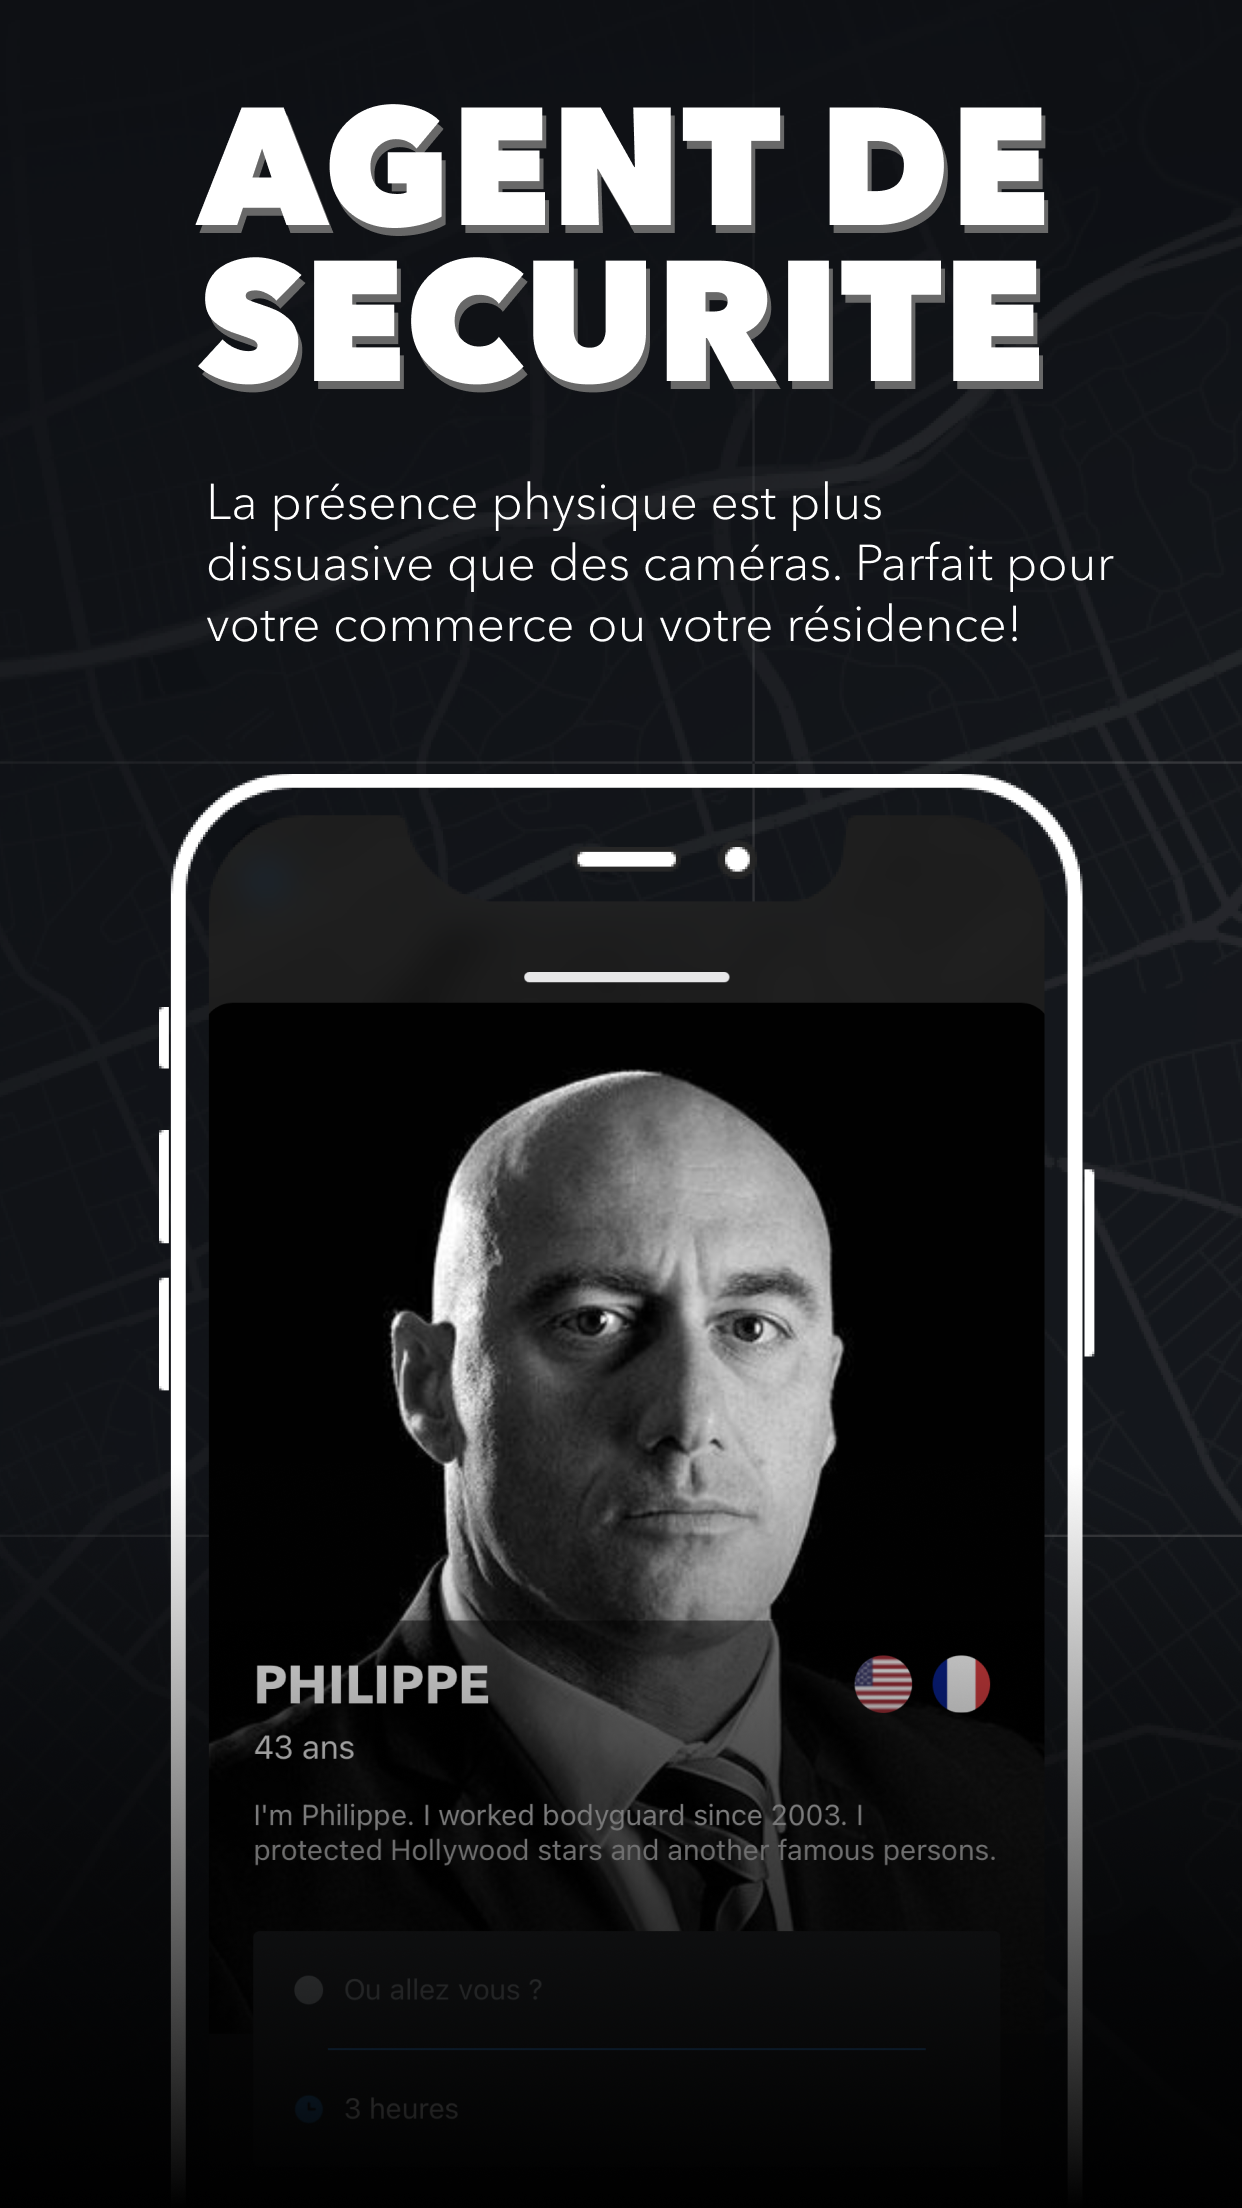 AGENT DE
SECURITE
La présence physique est plus
dissuasive que des caméras. Parfait pour
votre commerce ou votre résidence!
PHILIPPE
43 ans
I'm Philippe. I worked bodyguard since 2003. I
protected Hollywood stars and another famous persons.
Ou allez vous ?
3 heures